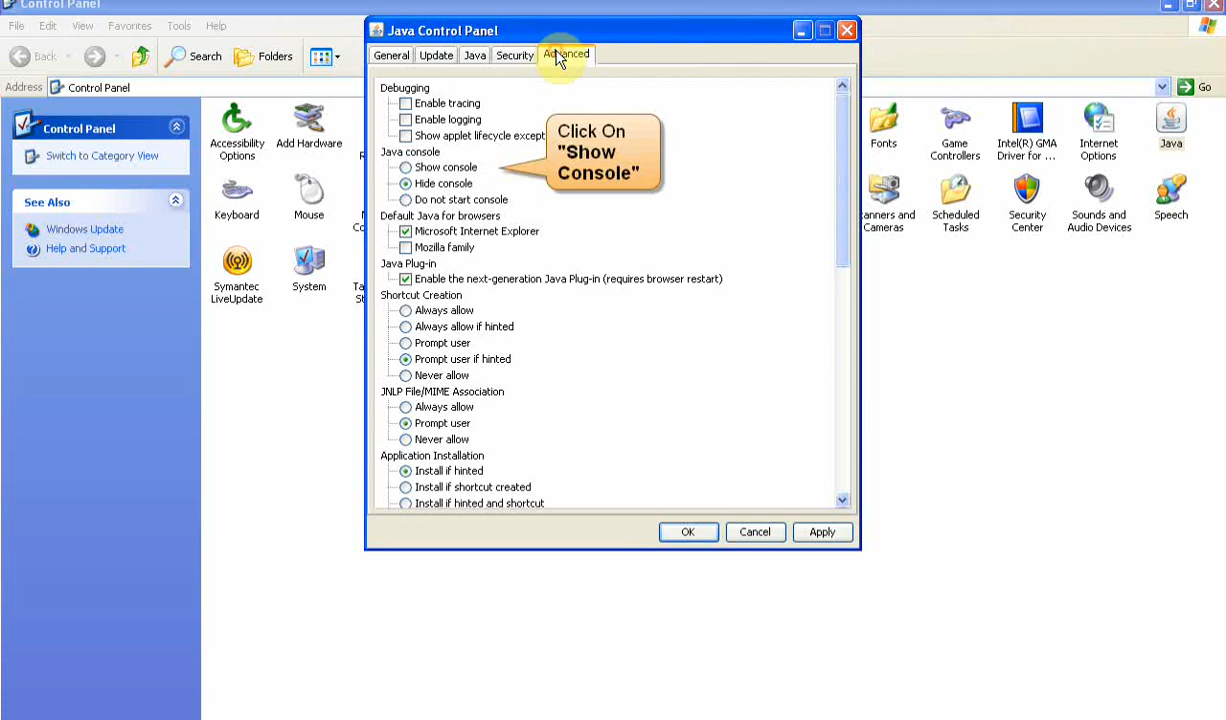 Control Panel
File Edit View Favorites Tools Help
Back Search Folders
Address Control Panel Go
Control Panel
Switch to Category View
See Also
Windows Update
Help and Support
Accessibility
Options
Add Hardware
Keyboard
Mouse
Symantec
LiveUpdate
System
Java Control Panel
General Update Java Security Advanced
Debugging
Enable tracing
Enable logging
Show applet lifecycle except
Java console
Show console
Hide console
Do not start console
Default Java for browsers
Microsoft Internet Explorer
Mozilla family
Java Plug-in
Enable the next-generation Java Plug-in (requires browser restart)
Shortcut Creation
Always allow
Always allow if hinted
Prompt user
Prompt user if hinted
Never allow
JNLP File/MIME Association
Always allow
Prompt user
Never allow
Application Installation
Install if hinted
Install if shortcut created
Install if hinted and shortcut
OK Cancel Apply
Click On
"Show
Console"
Fonts
Game
Controllers
Intel(R) GMA
Driver for ...
Internet
Options
Java
anners and
Cameras
Scheduled
Tasks
Security
Center
Sounds and
Audio Devices
Speech